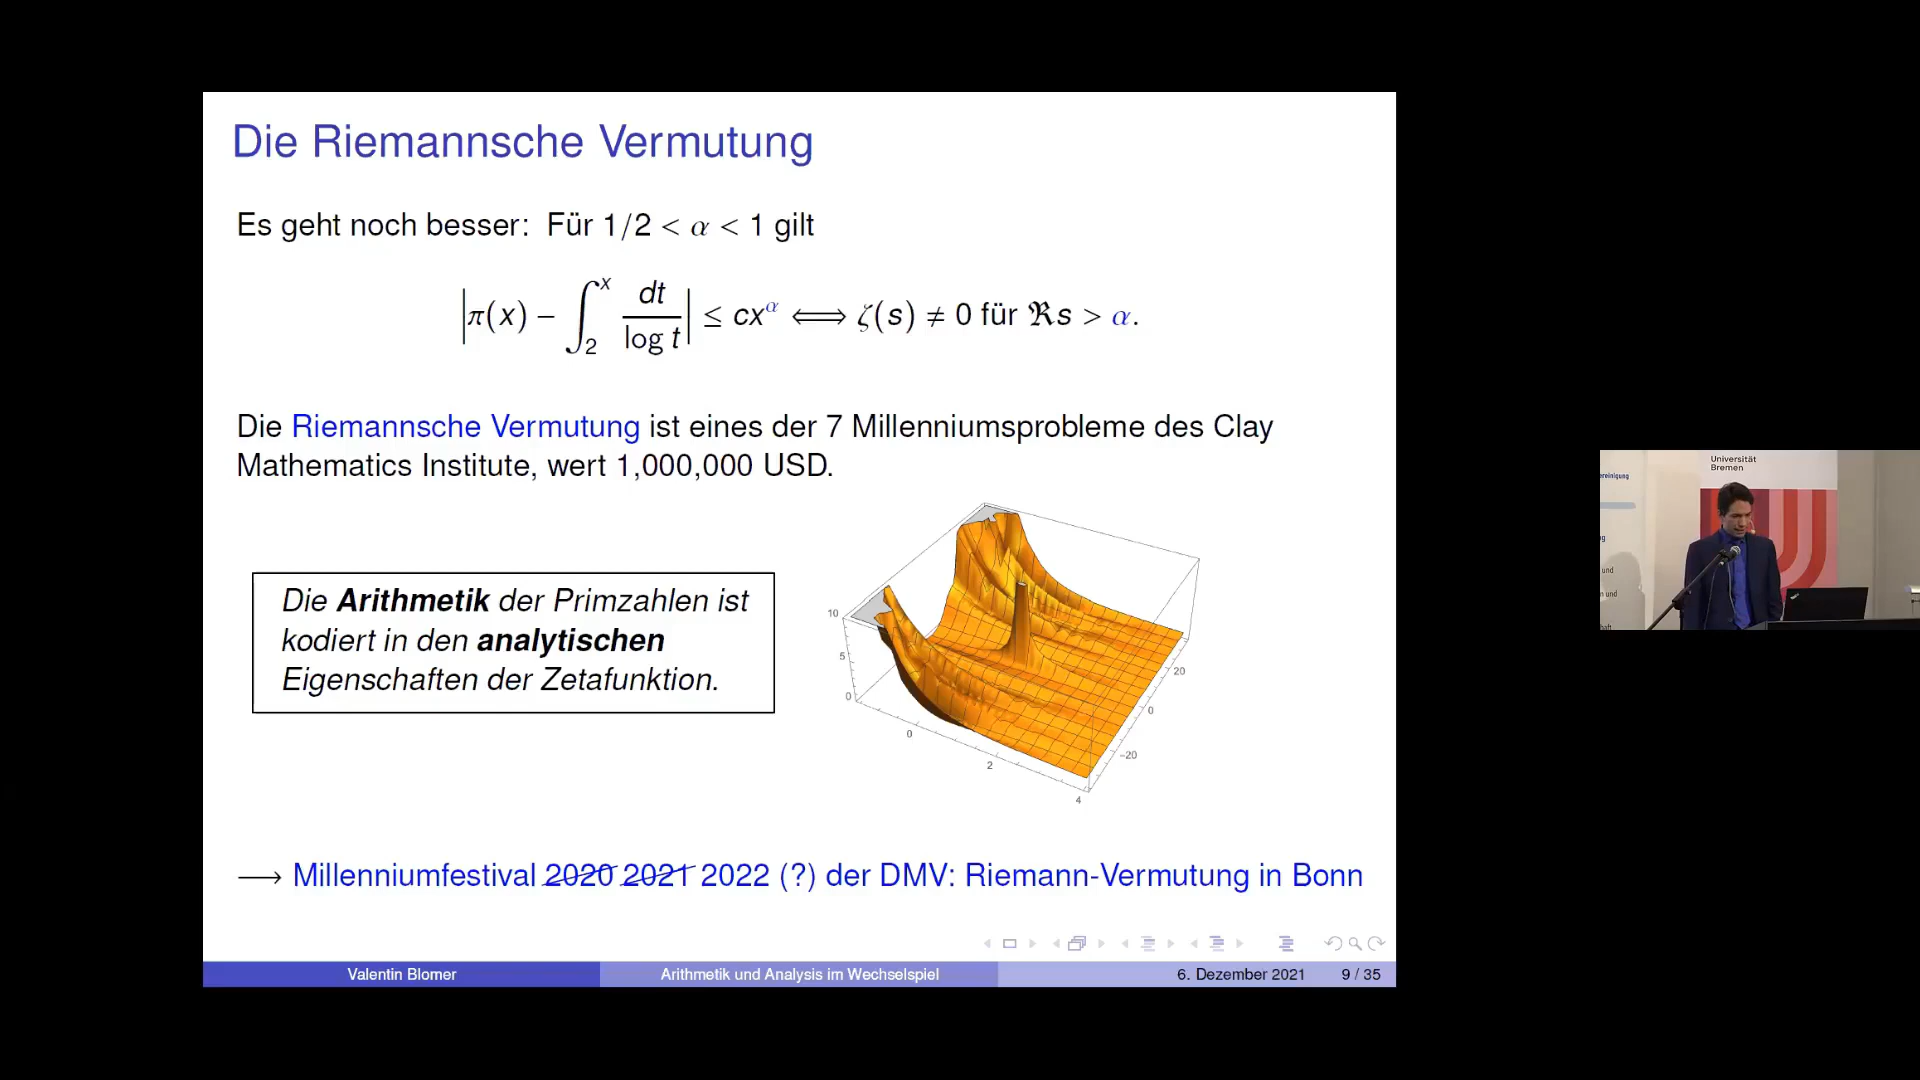 Die Riemannsche Vermutung
Es geht noch besser: Für 1/2 < α < 1 gilt
|π(x) − ∫₂ˣ dt/log t| ≤ cx^α ⟺ ζ(s) ≠ 0 für ℜs > α.
Die Riemannsche Vermutung ist eines der 7 Millenniumsprobleme des Clay
Mathematics Institute, wert 1,000,000 USD.
Die Arithmetik der Primzahlen ist
kodiert in den analytischen
Eigenschaften der Zetafunktion.
10
5
0
0
2
4
20
0
−20
⟶ Millenniumfestival 2020 2021 2022 (?) der DMV: Riemann-Vermutung in Bonn
Valentin Blomer
Arithmetik und Analysis im Wechselspiel
6. Dezember 2021
9 / 35
Universität
Bremen
ereinigung
und
n und